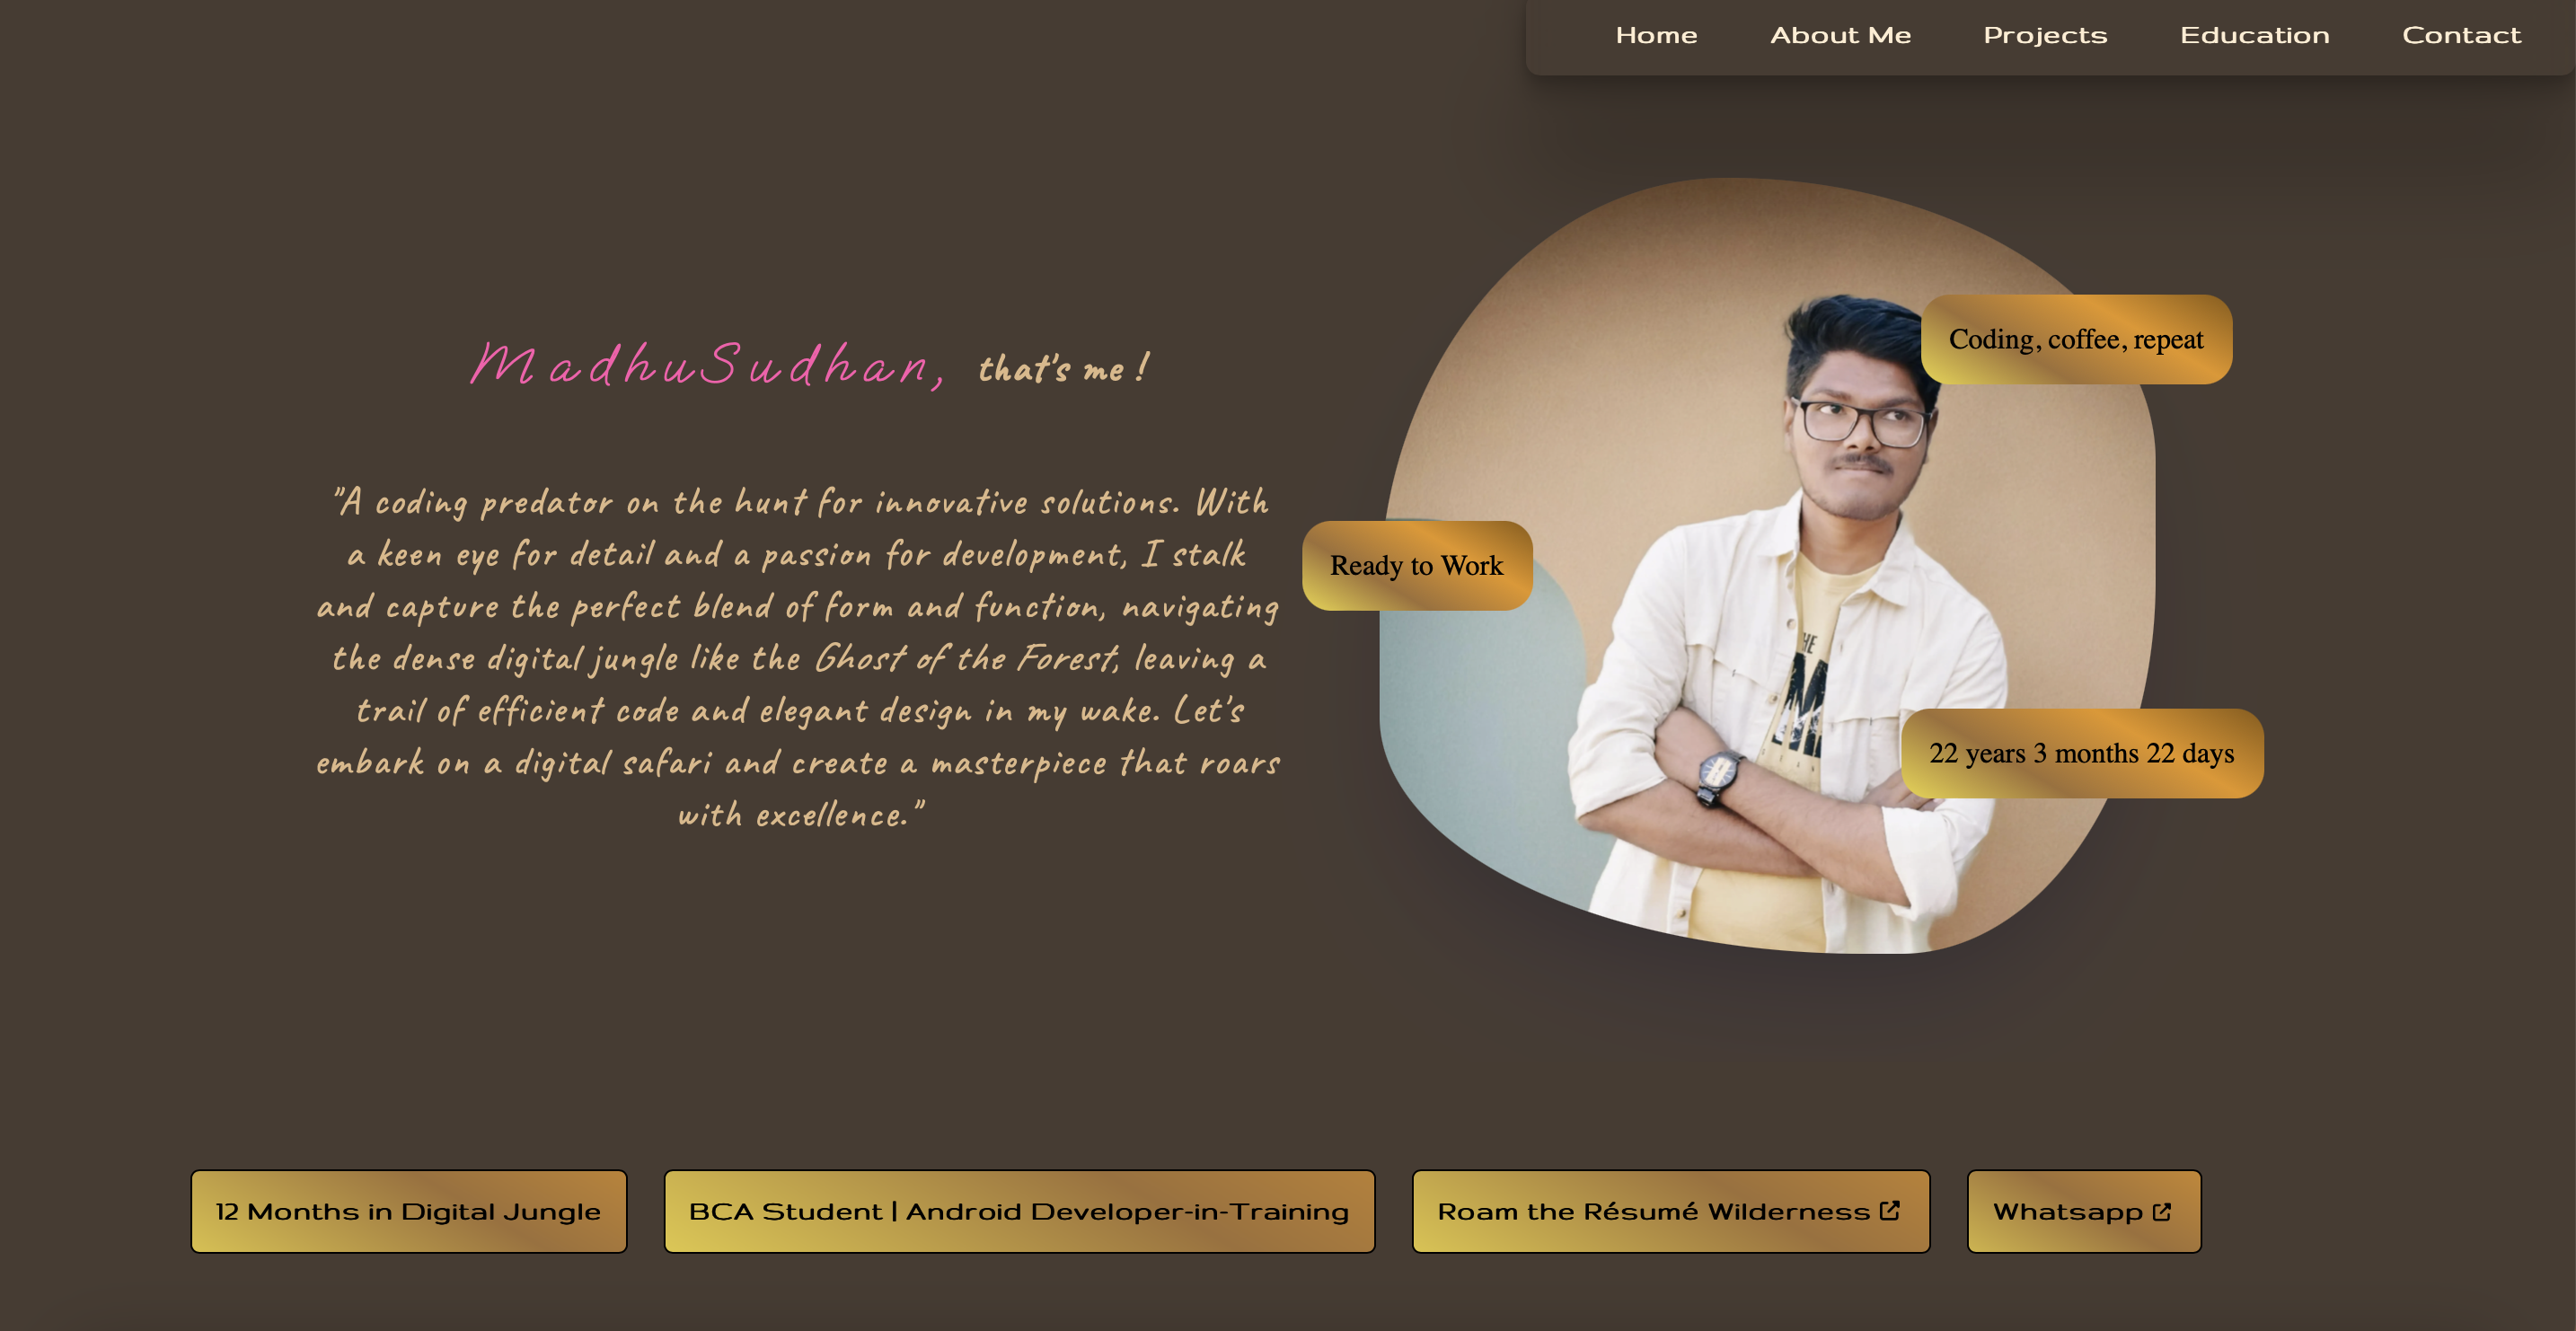 Home About Me Projects Education Contact
MadhuSudhan, that's me !
"A coding predator on the hunt for innovative solutions. With
a keen eye for detail and a passion for development, I stalk
and capture the perfect blend of form and function, navigating
the dense digital jungle like the Ghost of the Forest, leaving a
trail of efficient code and elegant design in my wake. Let's
embark on a digital safari and create a masterpiece that roars
with excellence."
Coding, coffee, repeat
Ready to Work
THE
22 years 3 months 22 days
12 Months in Digital Jungle
BCA Student | Android Developer-in-Training
Roam the Résumé Wilderness
Whatsapp